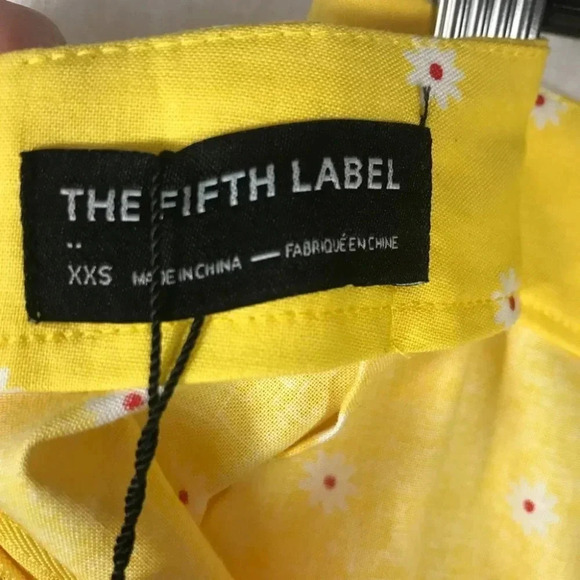 THE FIFTH LABEL
..
XXS MADE IN CHINA — FABRIQUÉ EN CHINE